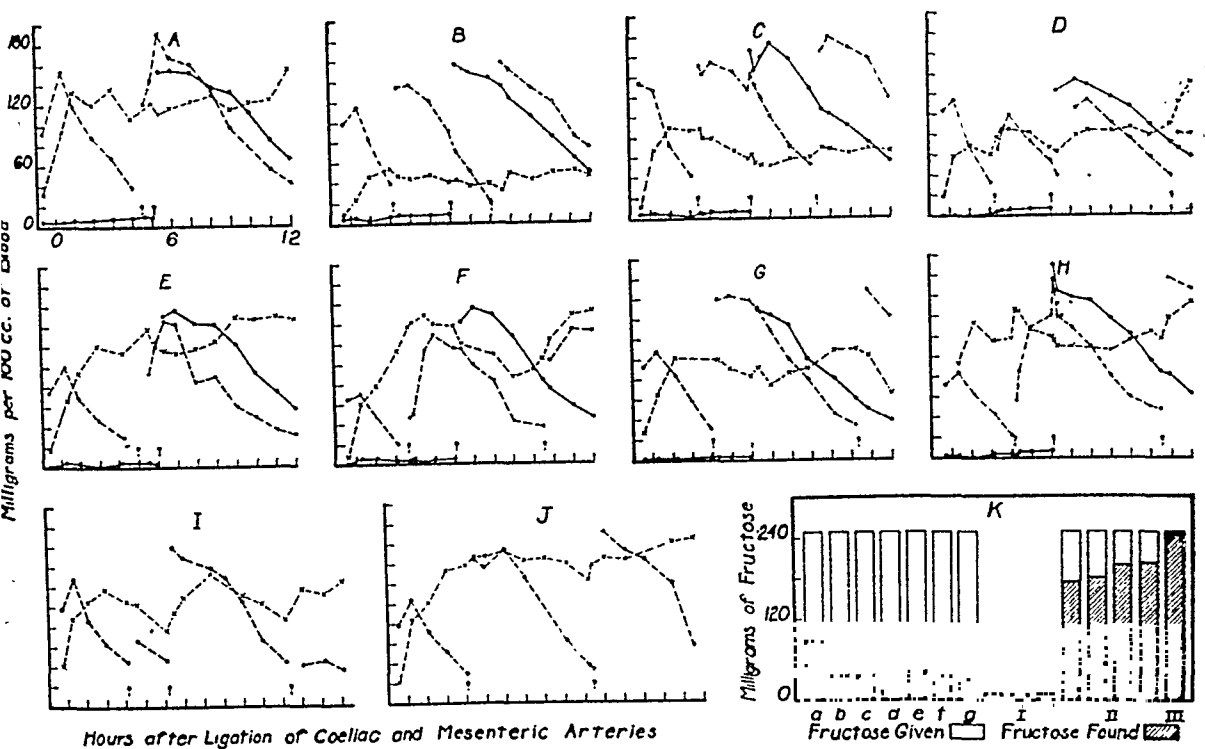 A
B
C
D
180
120
60
0
0 6 12
E
F
G
H
I
J
K
Milligrams per 100 cc. of Blood
Hours after Ligation of Coeliac and Mesenteric Arteries
Milligrams of Fructose
240
120
0
a b c d e f g I II III
Fructose Given Fructose Found